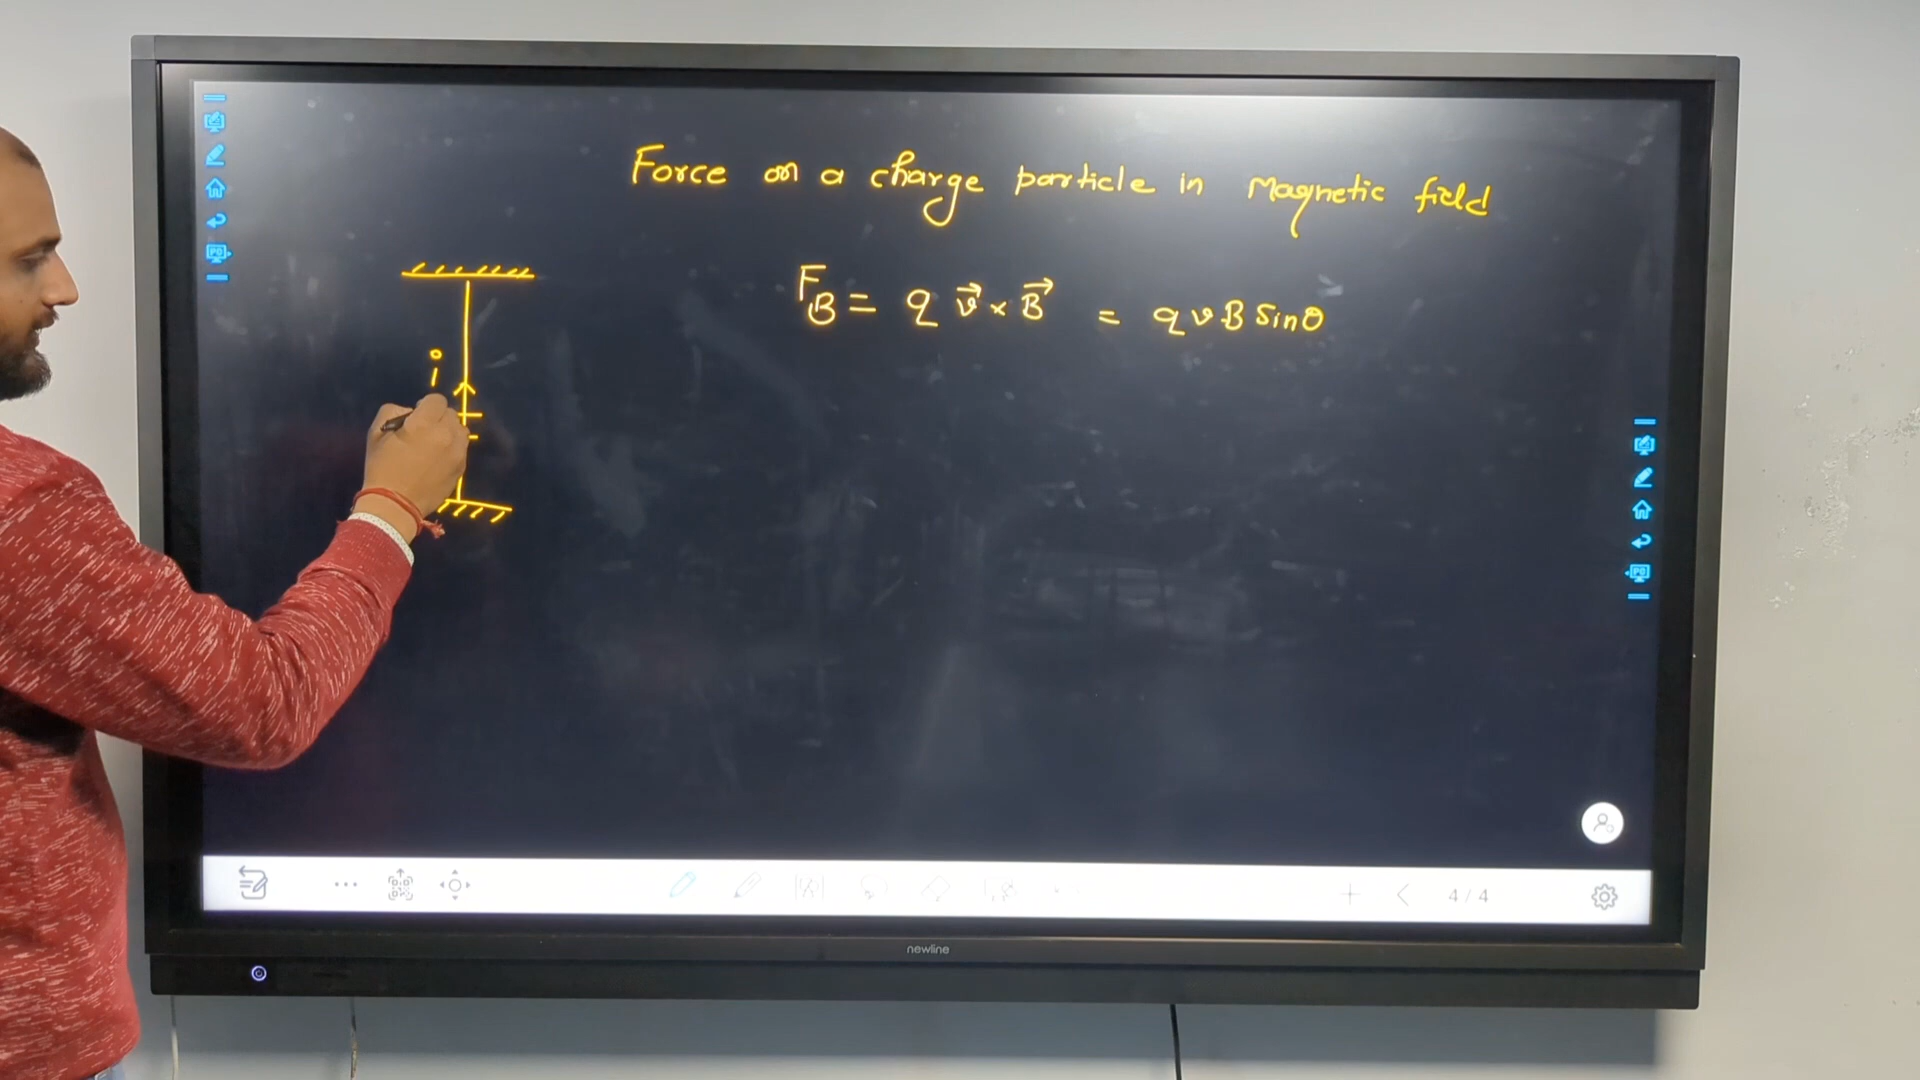 Force on a charge particle in Magnetic field
F_B = q v⃗ × B⃗ = q v B Sinθ
i
4 / 4
newline